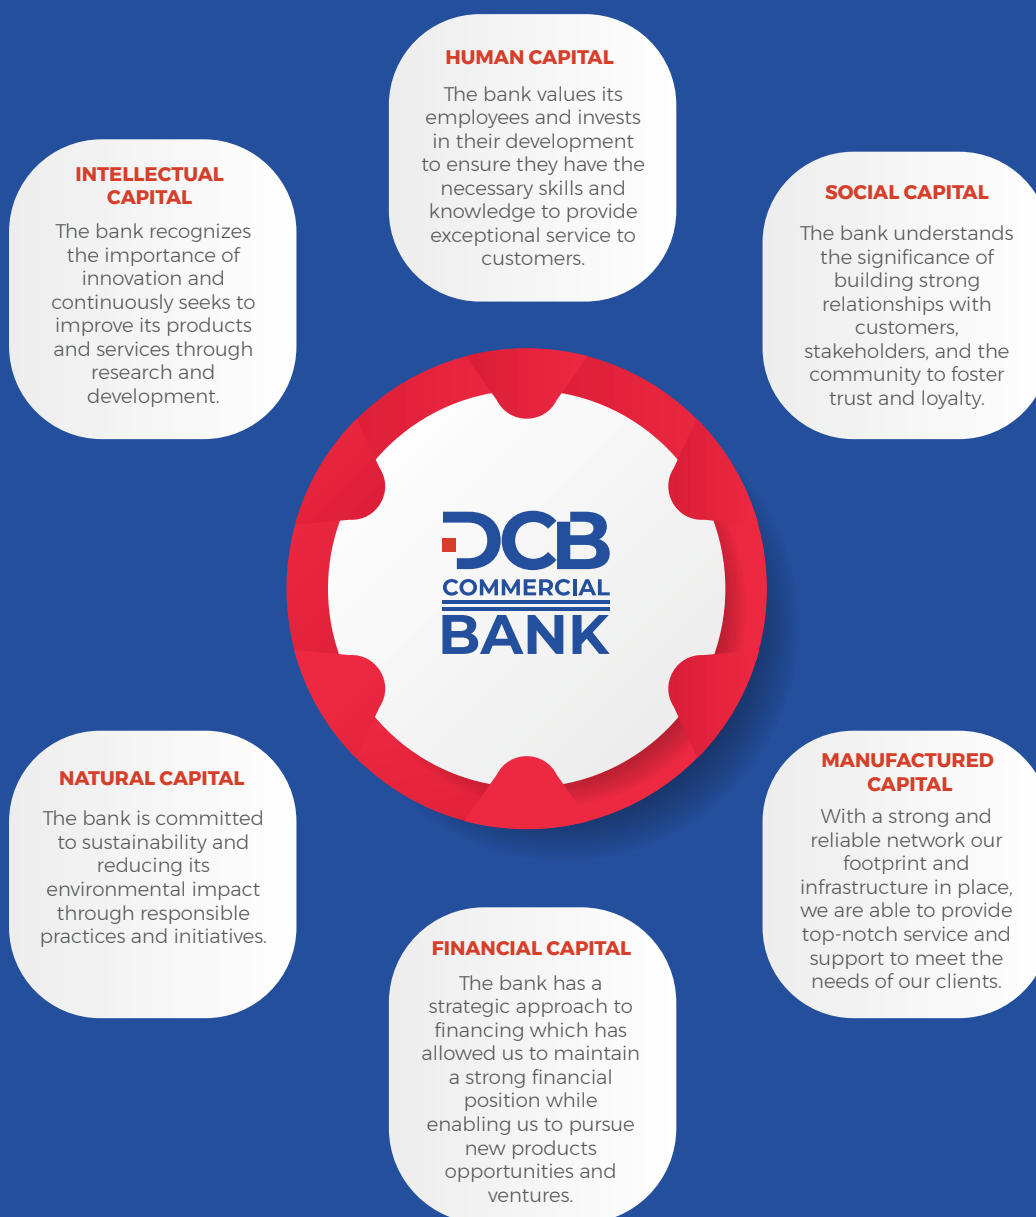 HUMAN CAPITAL
The bank values its
employees and invests
in their development
to ensure they have the
necessary skills and
knowledge to provide
exceptional service to
customers.
INTELLECTUAL
CAPITAL
The bank recognizes
the importance of
innovation and
continuously seeks to
improve its products
and services through
research and
development.
SOCIAL CAPITAL
The bank understands
the significance of
building strong
relationships with
customers,
stakeholders, and the
community to foster
trust and loyalty.
DCB
COMMERCIAL
BANK
NATURAL CAPITAL
The bank is committed
to sustainability and
reducing its
environmental impact
through responsible
practices and initiatives.
MANUFACTURED
CAPITAL
With a strong and
reliable network our
footprint and
infrastructure in place,
we are able to provide
top-notch service and
support to meet the
needs of our clients.
FINANCIAL CAPITAL
The bank has a
strategic approach to
financing which has
allowed us to maintain
a strong financial
position while
enabling us to pursue
new products
opportunities and
ventures.